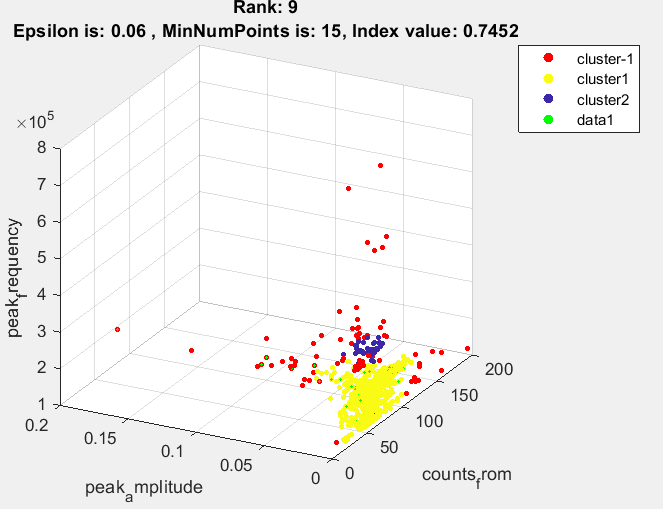 Rank: 9
Epsilon is: 0.06 , MinNumPoints is: 15, Index value: 0.7452
cluster-1
cluster1
cluster2
data1
×10⁵
8
7
6
5
4
3
2
1
peak_frequency
0.2
0.15
0.1
0.05
0
peak_amplitude
0
50
100
150
200
counts_from